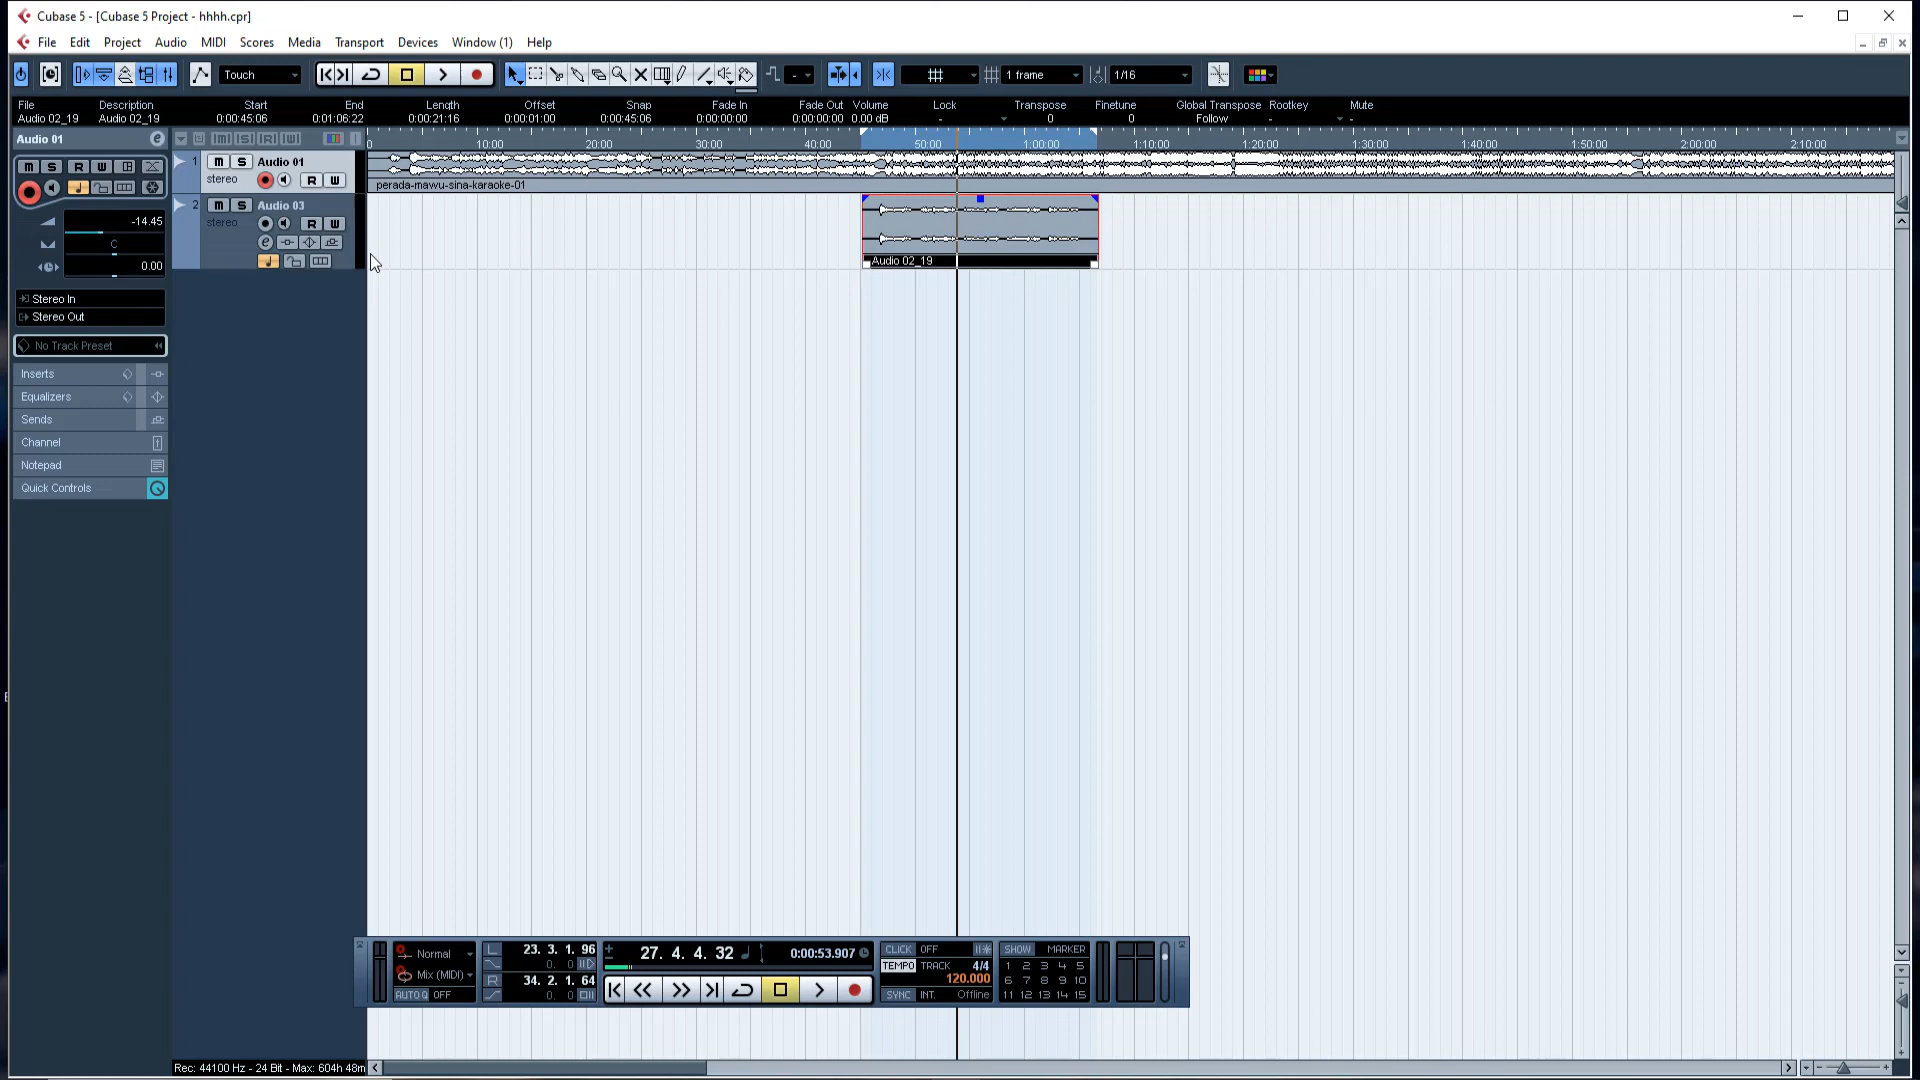 Cubase 5 - [Cubase 5 Project - hhhh.cpr]
File Edit Project Audio MIDI Scores Media Transport Devices Window (1) Help
Touch 1 frame 1/16
File Description Start End Length Offset Snap Fade In Fade Out Volume Lock Transpose Finetune Global Transpose Rootkey Mute
Audio 02_19 Audio 02_19 0:00:45:06 0:01:06:22 0:00:21:16 0:00:01:00 0:00:45:06 0:00:00:00 0:00:00:00 0.00 dB - 0 0 Follow - -
Audio 01
0 10:00 20:00 30:00 40:00 50:00 1:00:00 1:10:00 1:20:00 1:30:00 1:40:00 1:50:00 2:00:00 2:10:00
m S R W
1 m S Audio 01
stereo R W
perada-mavvu-sina-karaoke-01
2 m S Audio 03
stereo R W
Audio 02_19
-14.45
C
0.00
Stereo In
Stereo Out
No Track Preset
Inserts
Equalizers
Sends
Channel
Notepad
Quick Controls
Normal
Mix (MIDI)
AUTO Q OFF
L 23. 3. 1. 96
0. 0
R 34. 2. 1. 64
0. 0
27. 4. 4. 32 0:00:53.907
CLICK OFF
TEMPO TRACK 4/4
120.000
SYNC INT. Offline
SHOW MARKER
1 2 3 4 5
6 7 8 9 10
11 12 13 14 15
Rec: 44100 Hz - 24 Bit - Max: 604h 48m